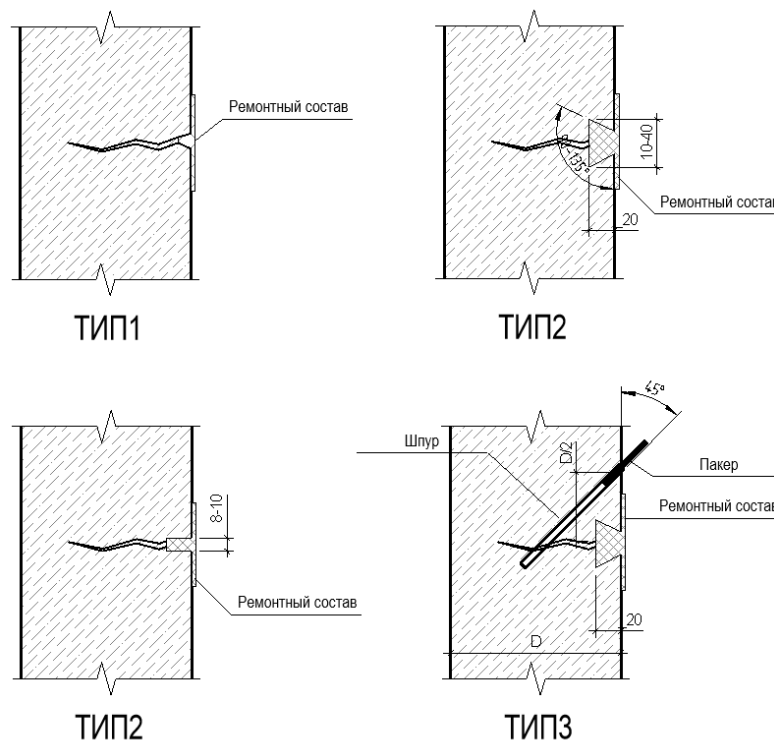 Ремонтный состав
ТИП1
135°
10-40
20
Ремонтный состав
ТИП2
8-10
Ремонтный состав
ТИП2
45°
Шпур
D/2
Пакер
Ремонтный состав
20
D
ТИП3